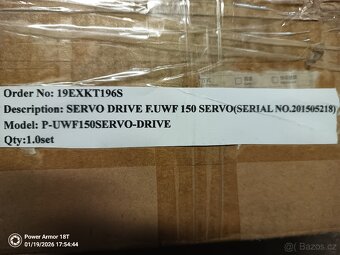 Order No: 19EXKT196S
Description: SERVO DRIVE F.UWF 150 SERVO(SERIAL NO.201505218)
Model: P-UWF150SERVO-DRIVE
Qty:1.0set
Power Armor 18T
01/19/2026 17:54:44
©bazos.cz